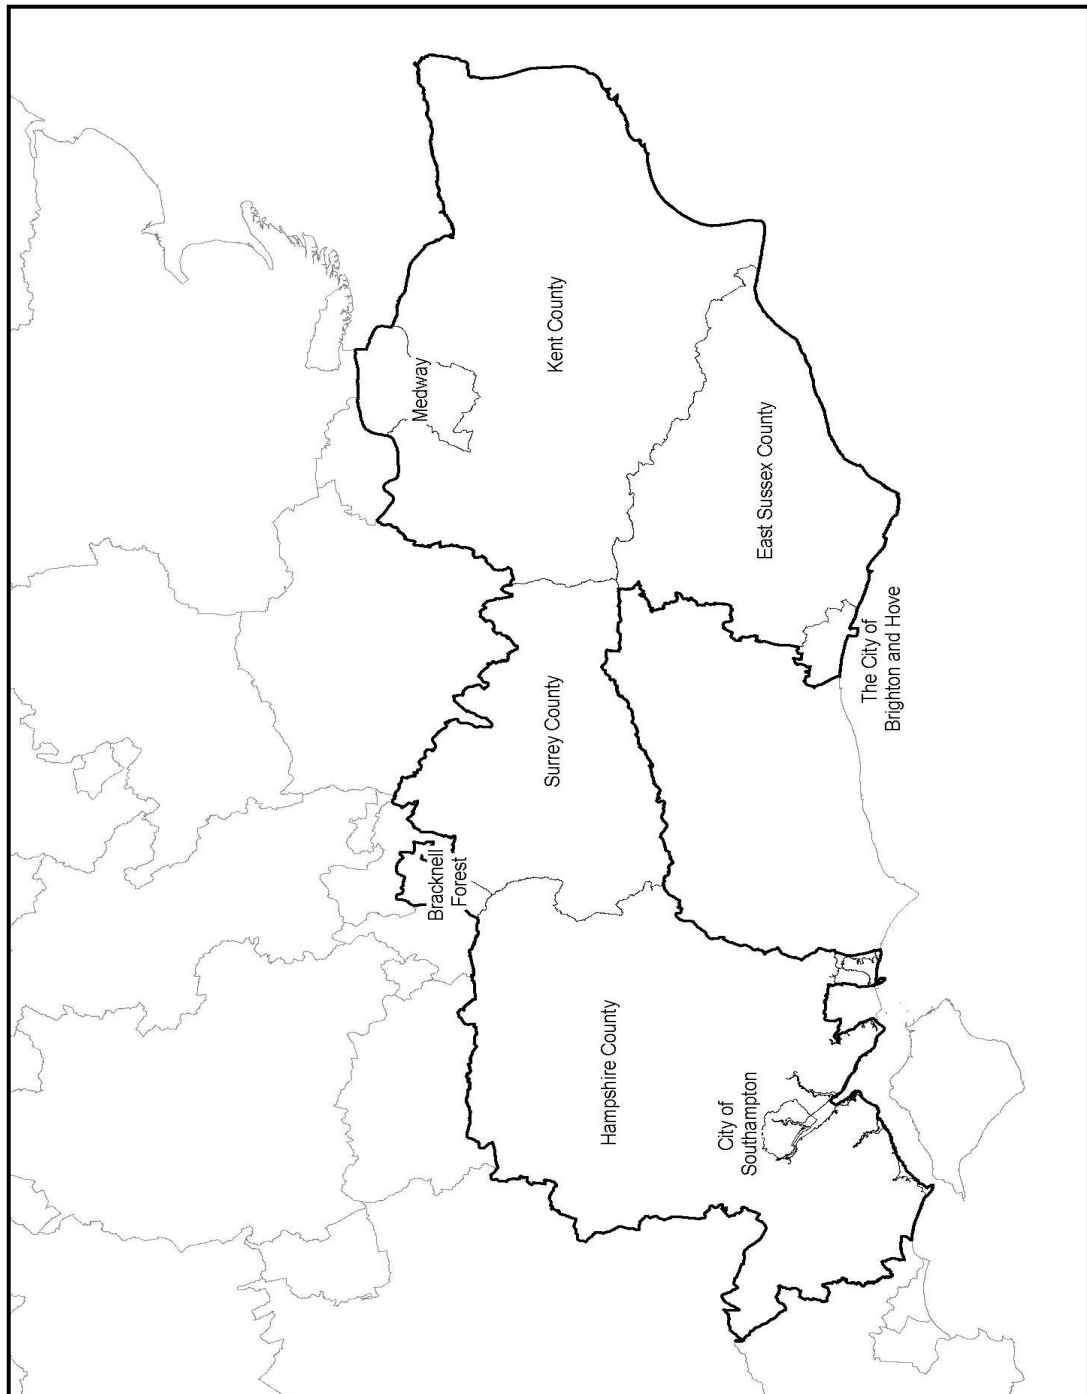 Medway
Kent County
Bracknell
Forest
Surrey County
East Sussex County
Hampshire County
The City of
Brighton and Hove
City of
Southampton